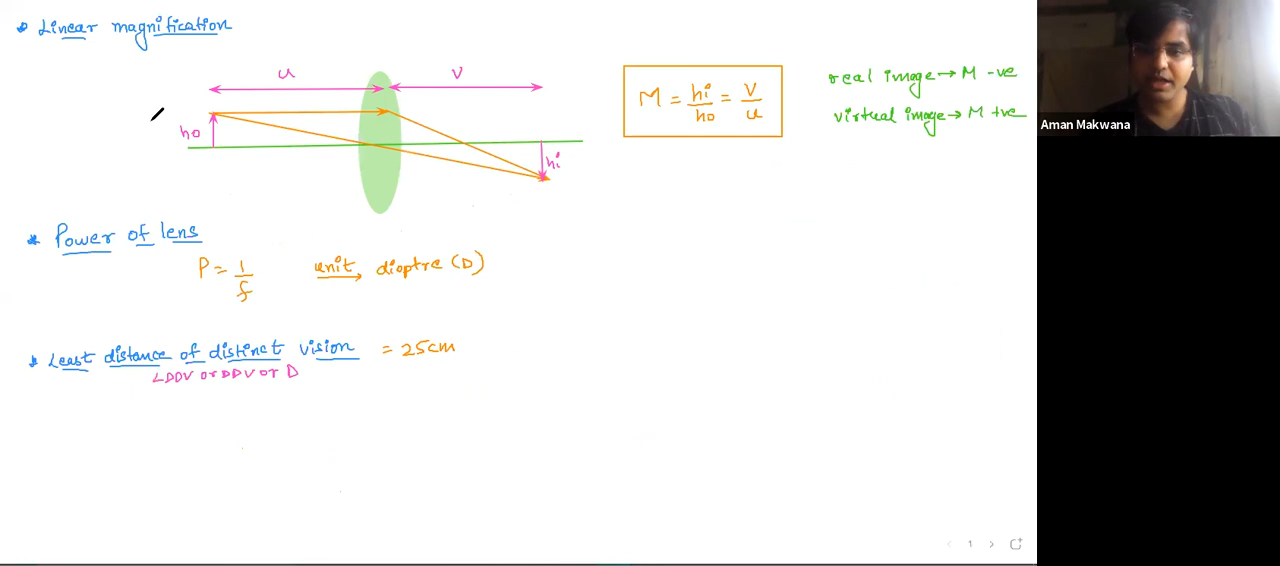 * Linear magnification
u
v
ho
hi
M = hi/ho = v/u
real image → M -ve
virtual image → M +ve
Aman Makwana
* Power of lens
P = 1/f
unit → dioptre (D)
* Least distance of distinct vision = 25cm
LDDV or DDV or D
1